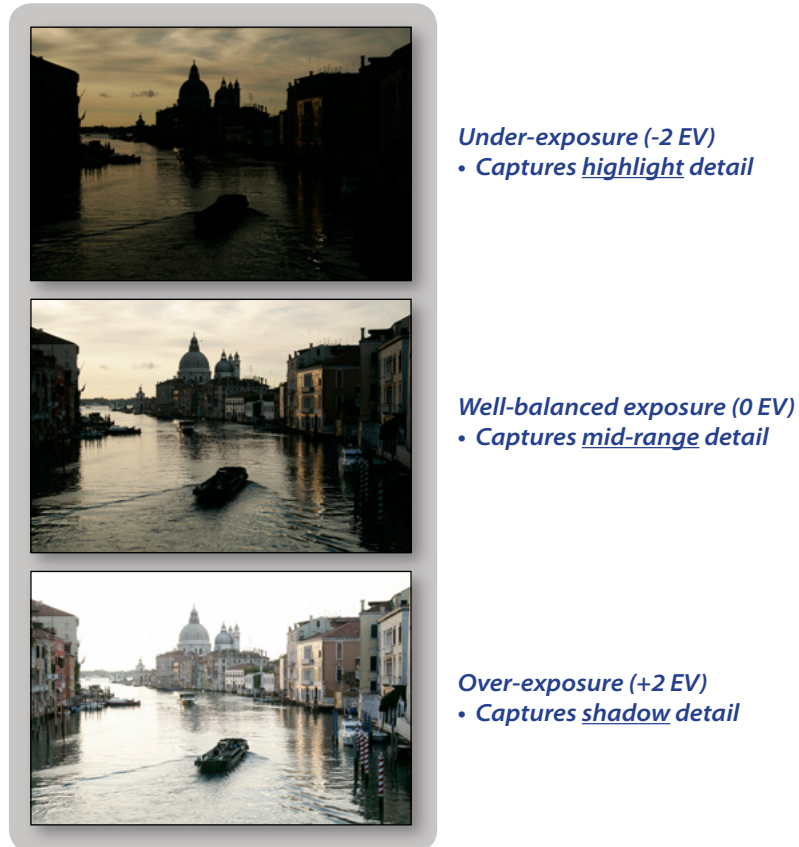 Under-exposure (-2 EV)
• Captures highlight detail
Well-balanced exposure (0 EV)
• Captures mid-range detail
Over-exposure (+2 EV)
• Captures shadow detail